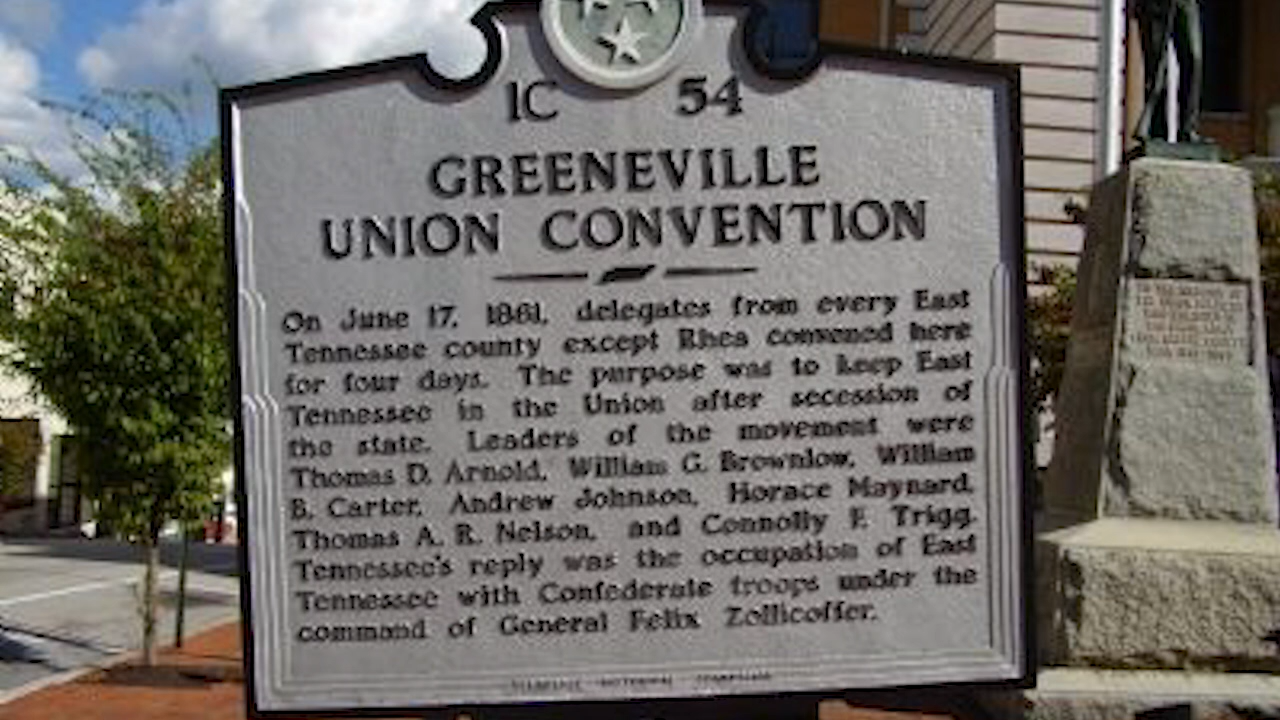 1C 54
GREENEVILLE
UNION CONVENTION
On June 17, 1861, delegates from every East
Tennessee county except Rhea convened here
for four days. The purpose was to keep East
Tennessee in the Union after secession of
the state. Leaders of the movement were
Thomas D. Arnold, William G. Brownlow, William
B. Carter, Andrew Johnson, Horace Maynard,
Thomas A. R. Nelson, and Connolly F. Trigg.
Tennessee's reply was the occupation of East
Tennessee with Confederate troops under the
command of General Felix Zollicoffer.
TENNESSEE HISTORICAL COMMISSION